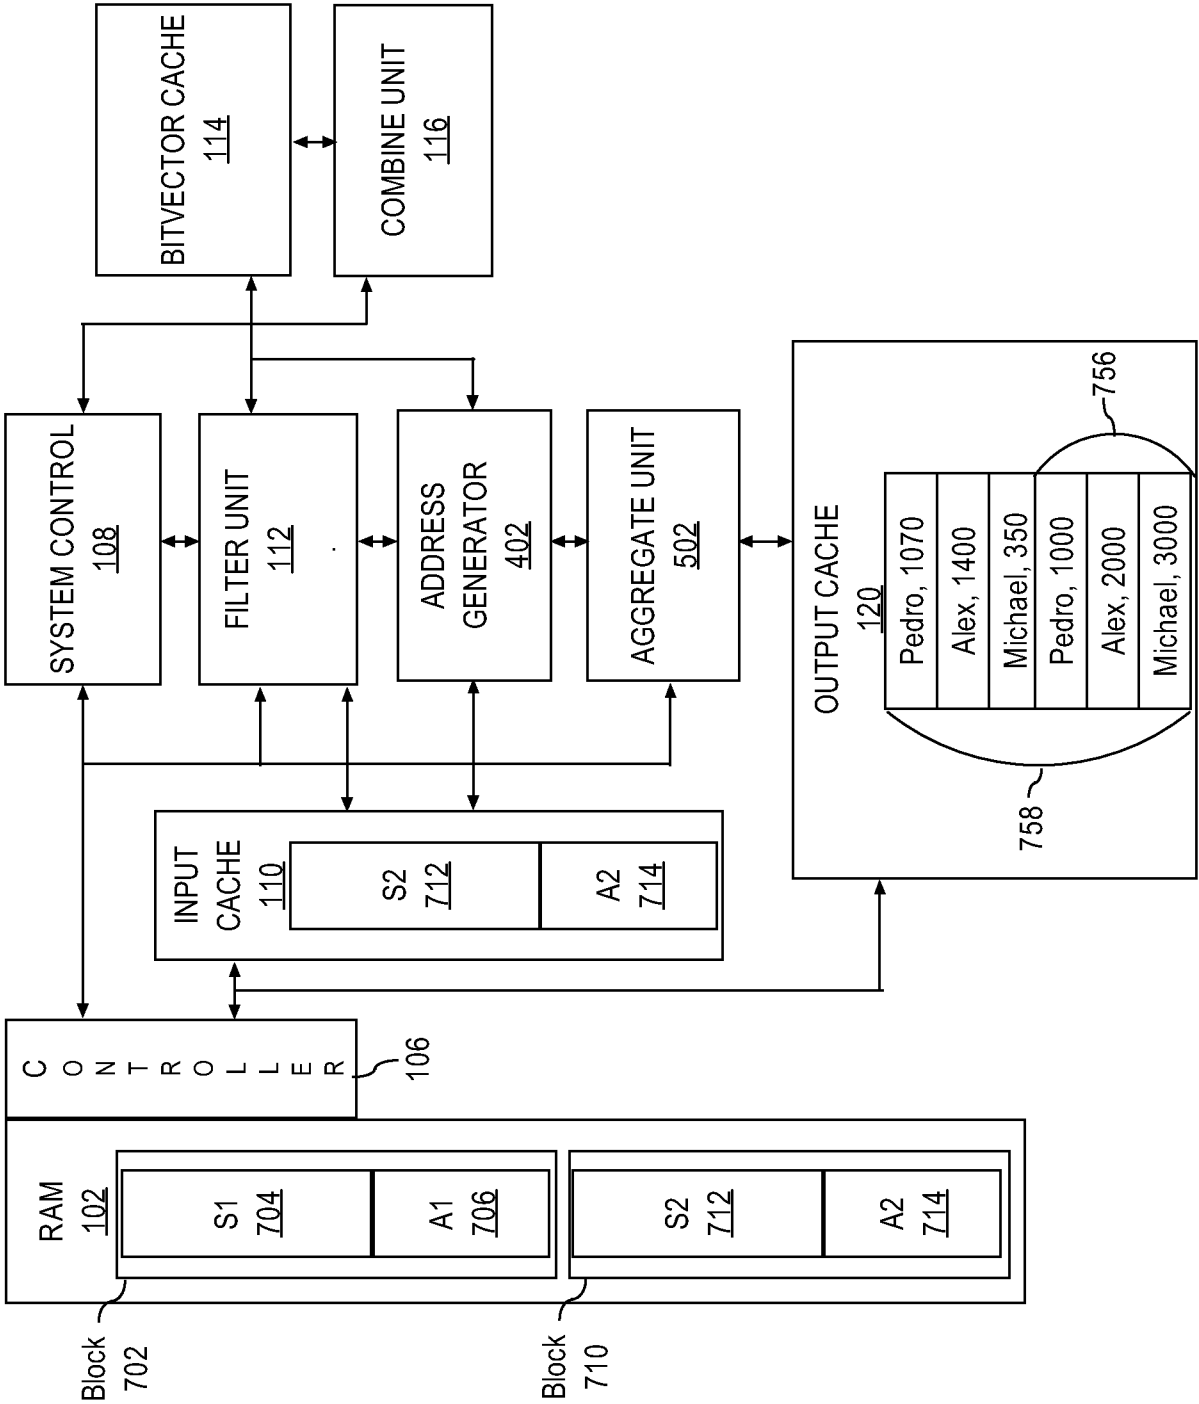 RAM
102
S1
704
A1
706
S2
712
A2
714
Block
702
Block
710
CONTROLLER
106
INPUT
CACHE
110
S2
712
A2
714
SYSTEM CONTROL
108
FILTER UNIT
112
ADDRESS
GENERATOR
402
AGGREGATE UNIT
502
BITVECTOR CACHE
114
COMBINE UNIT
116
OUTPUT CACHE
120
Pedro, 1070
Alex, 1400
Michael, 350
Pedro, 1000
Alex, 2000
Michael, 3000
756
758